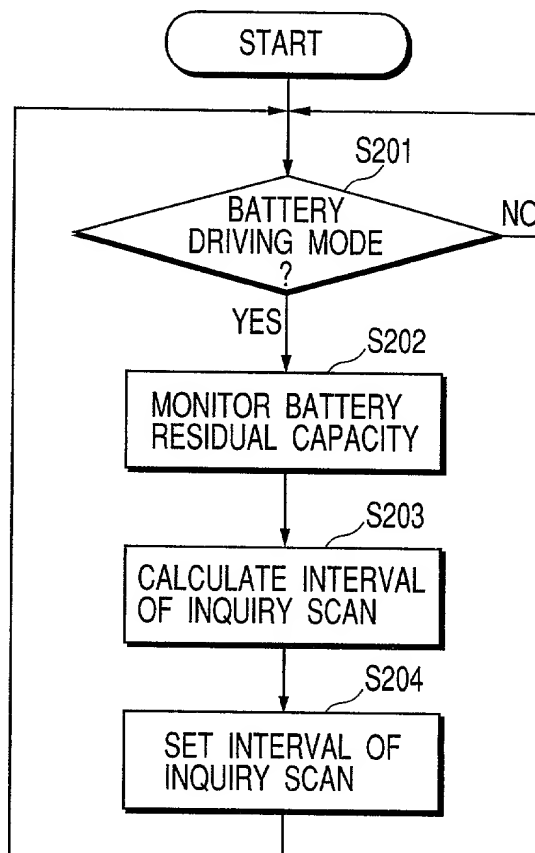 START
S201
BATTERY
DRIVING MODE
?
NO
YES
S202
MONITOR BATTERY
RESIDUAL CAPACITY
S203
CALCULATE INTERVAL
OF INQUIRY SCAN
S204
SET INTERVAL OF
INQUIRY SCAN